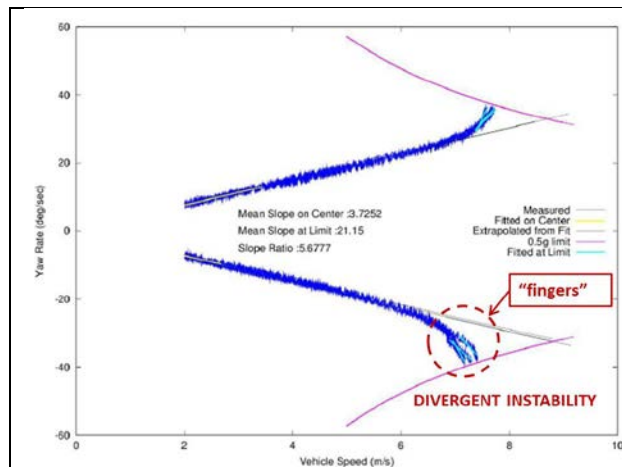 60
40
20
0
-20
-40
-60
Yaw Rate (deg/sec)
Mean Slope on Center :3.7252
Mean Slope at Limit :21.15
Slope Ratio :5.6777
Measured
Fitted on Center
Extrapolated from Fit
0.5g limit
Fitted at Limit
"fingers"
DIVERGENT INSTABILITY
0
2
4
6
8
10
Vehicle Speed (m/s)